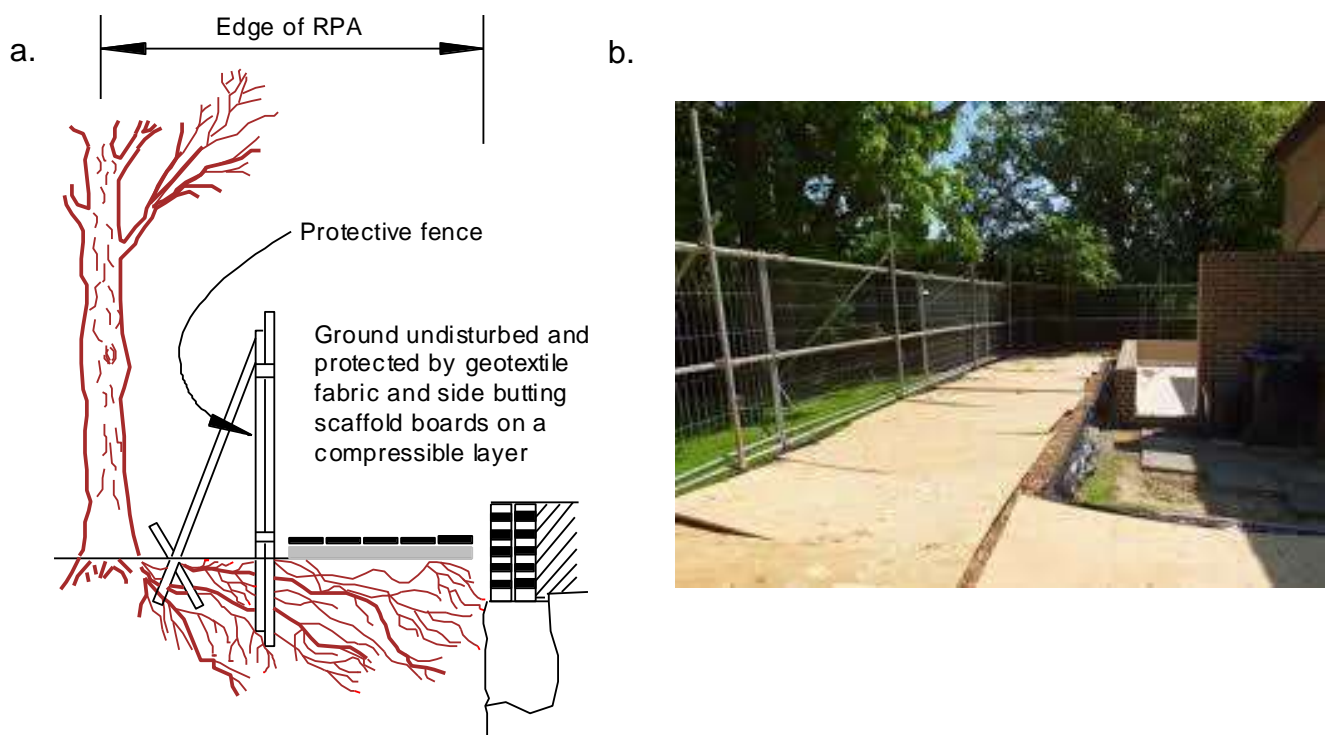 a.
Edge of RPA
b.
Protective fence
Ground undisturbed and
protected by geotextile
fabric and side butting
scaffold boards on a
compressible layer